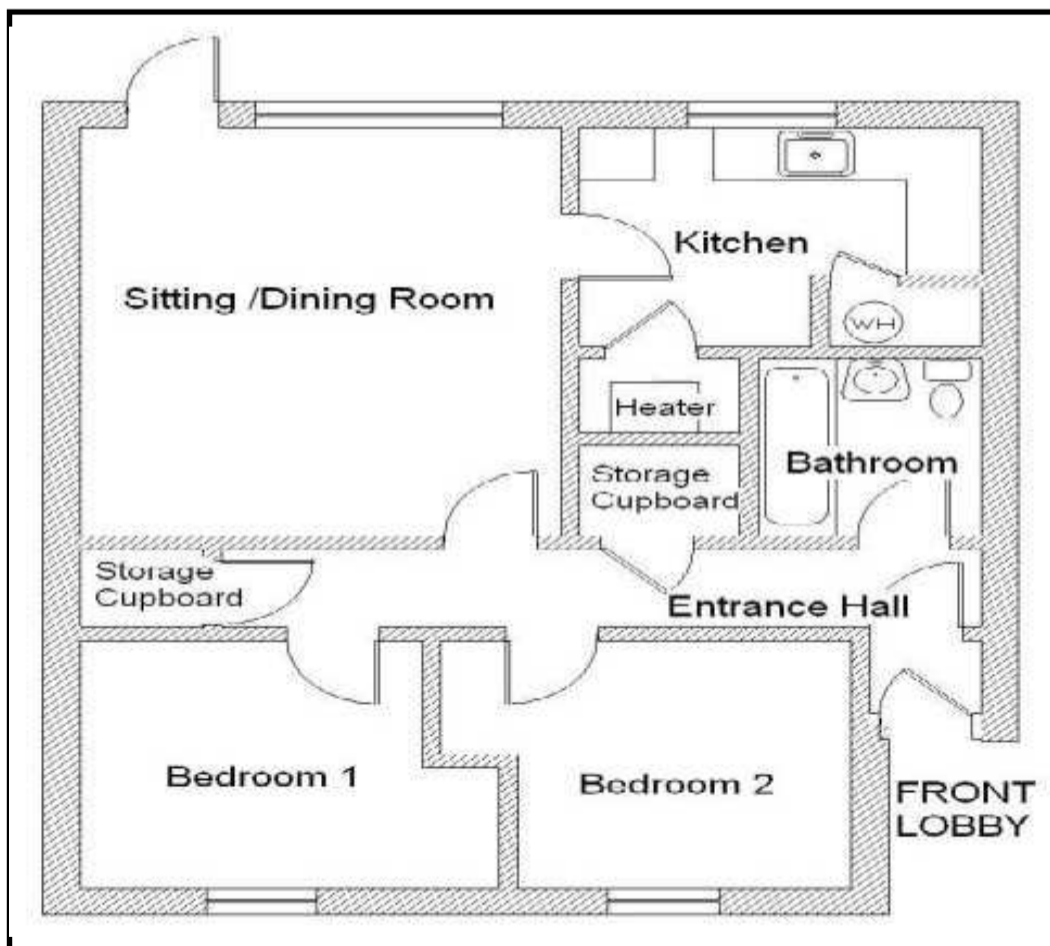 Kitchen
Sitting /Dining Room
WH
Heater
Bathroom
Storage
Cupboard
Storage
Cupboard
Entrance Hall
Bedroom 1
Bedroom 2
FRONT
LOBBY